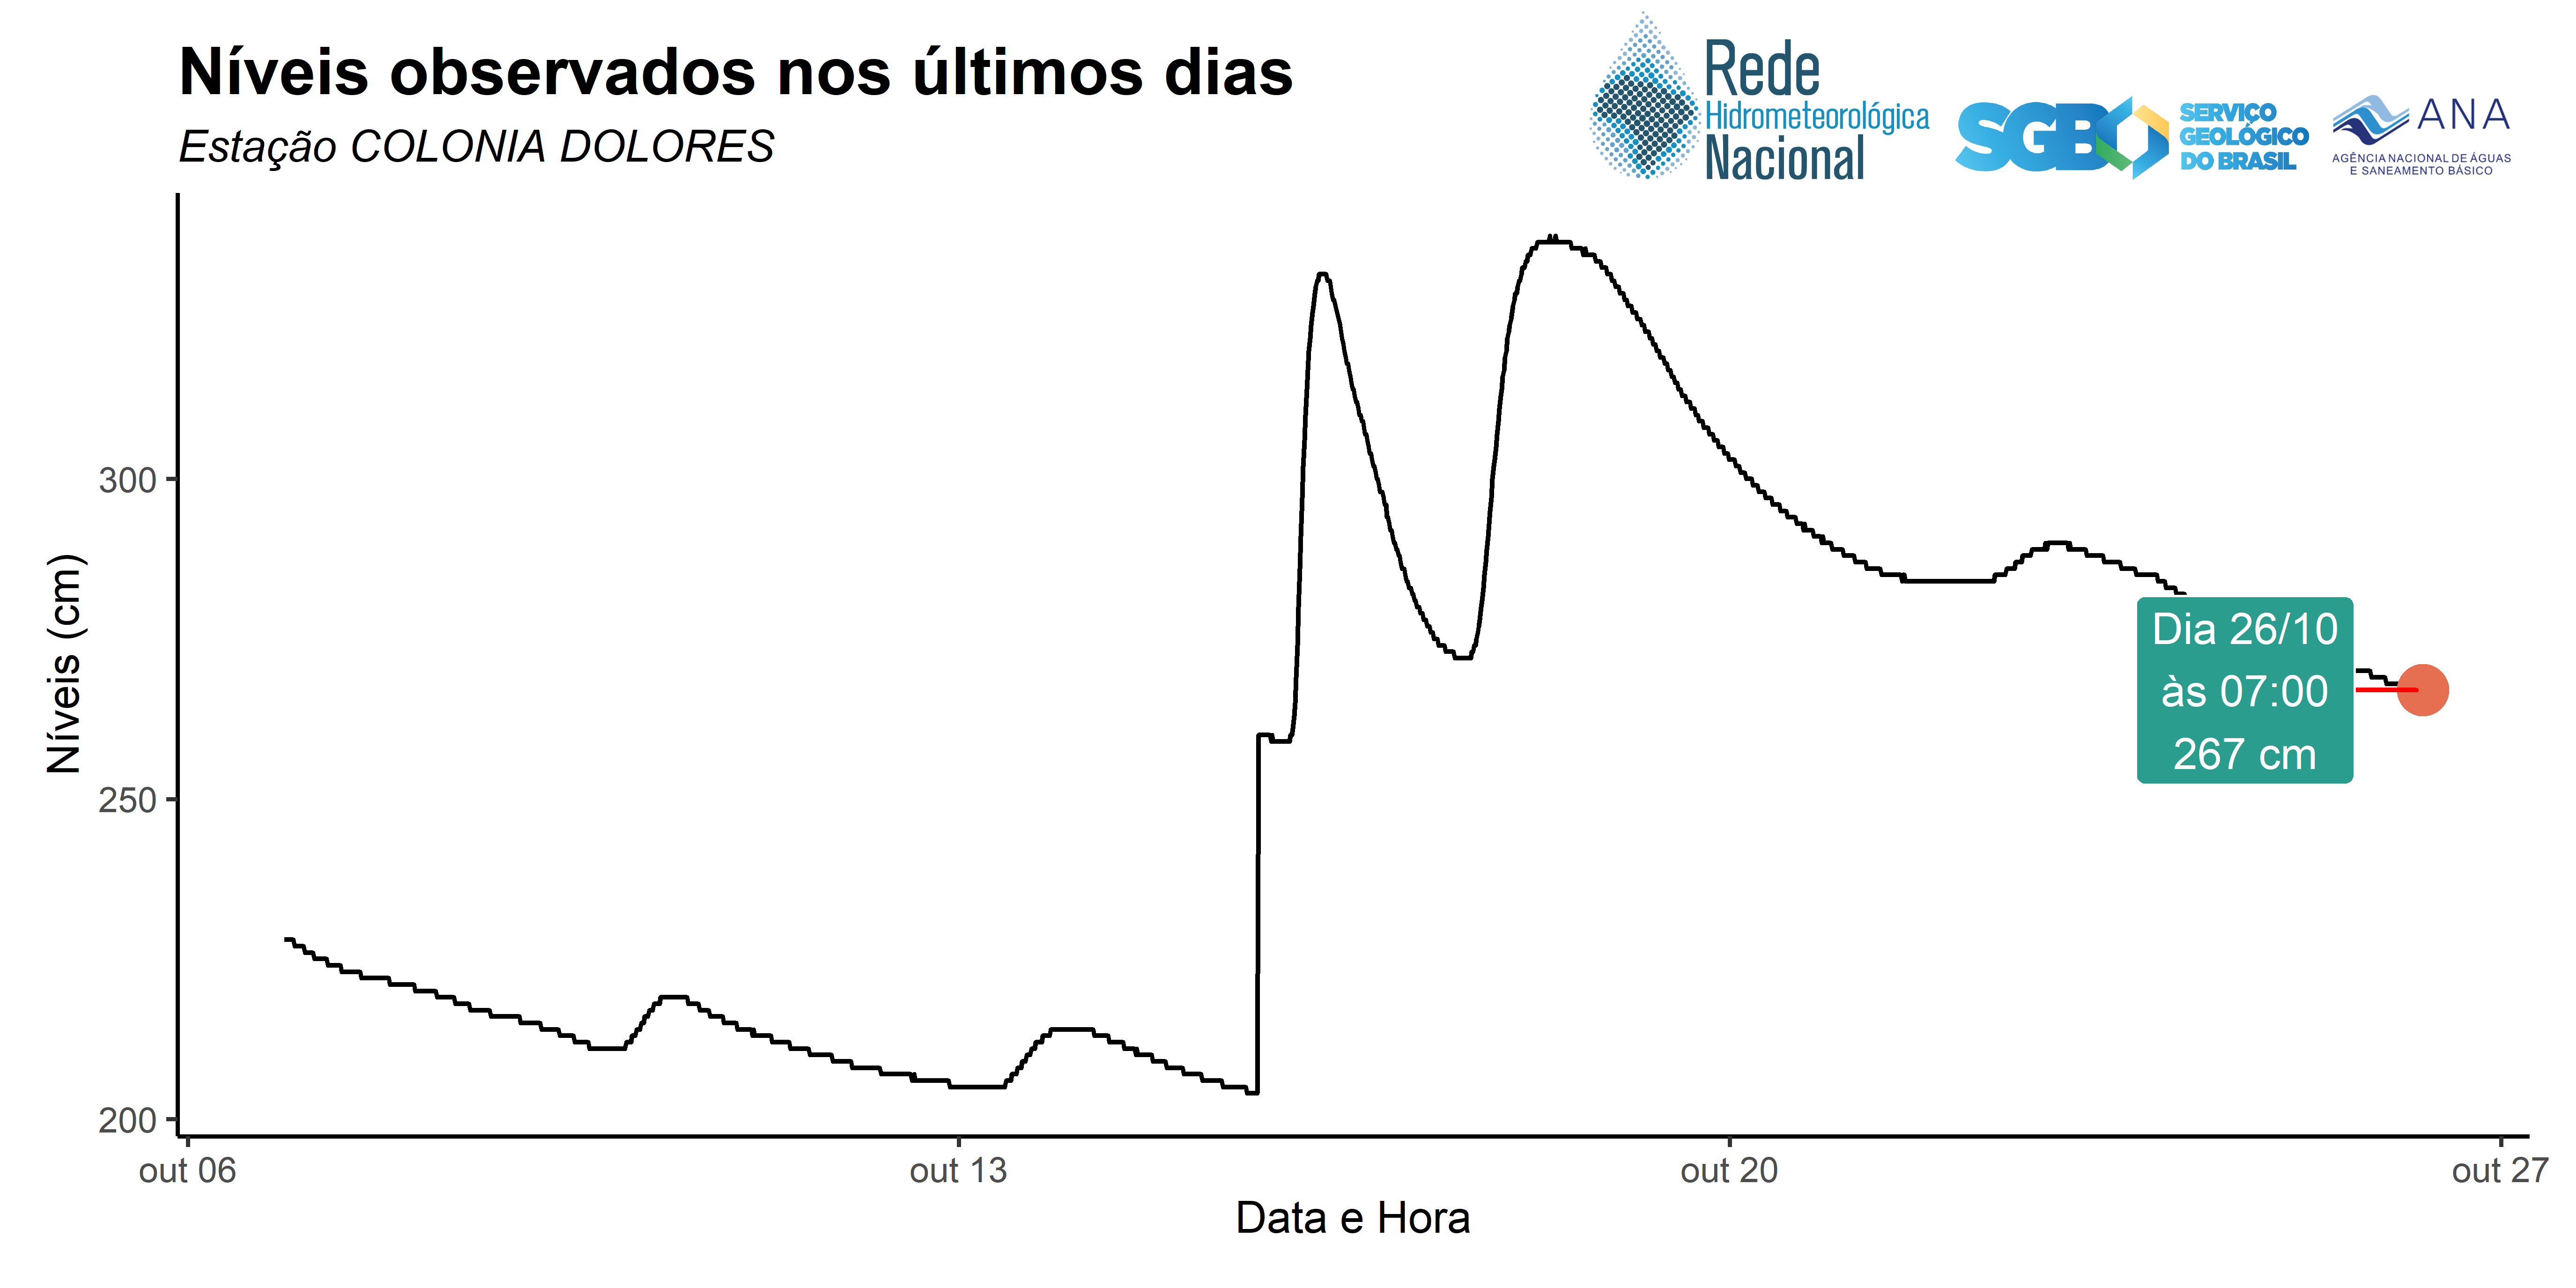 Níveis observados nos últimos dias
Estação COLONIA DOLORES
Rede
Hidrometeorológica
Nacional
SGB
SERVIÇO
GEOLÓGICO
DO BRASIL
ANA
AGÊNCIA NACIONAL DE ÁGUAS
E SANEAMENTO BÁSICO
Níveis (cm)
300
250
200
Dia 26/10
às 07:00
267 cm
out 06
out 13
out 20
out 27
Data e Hora